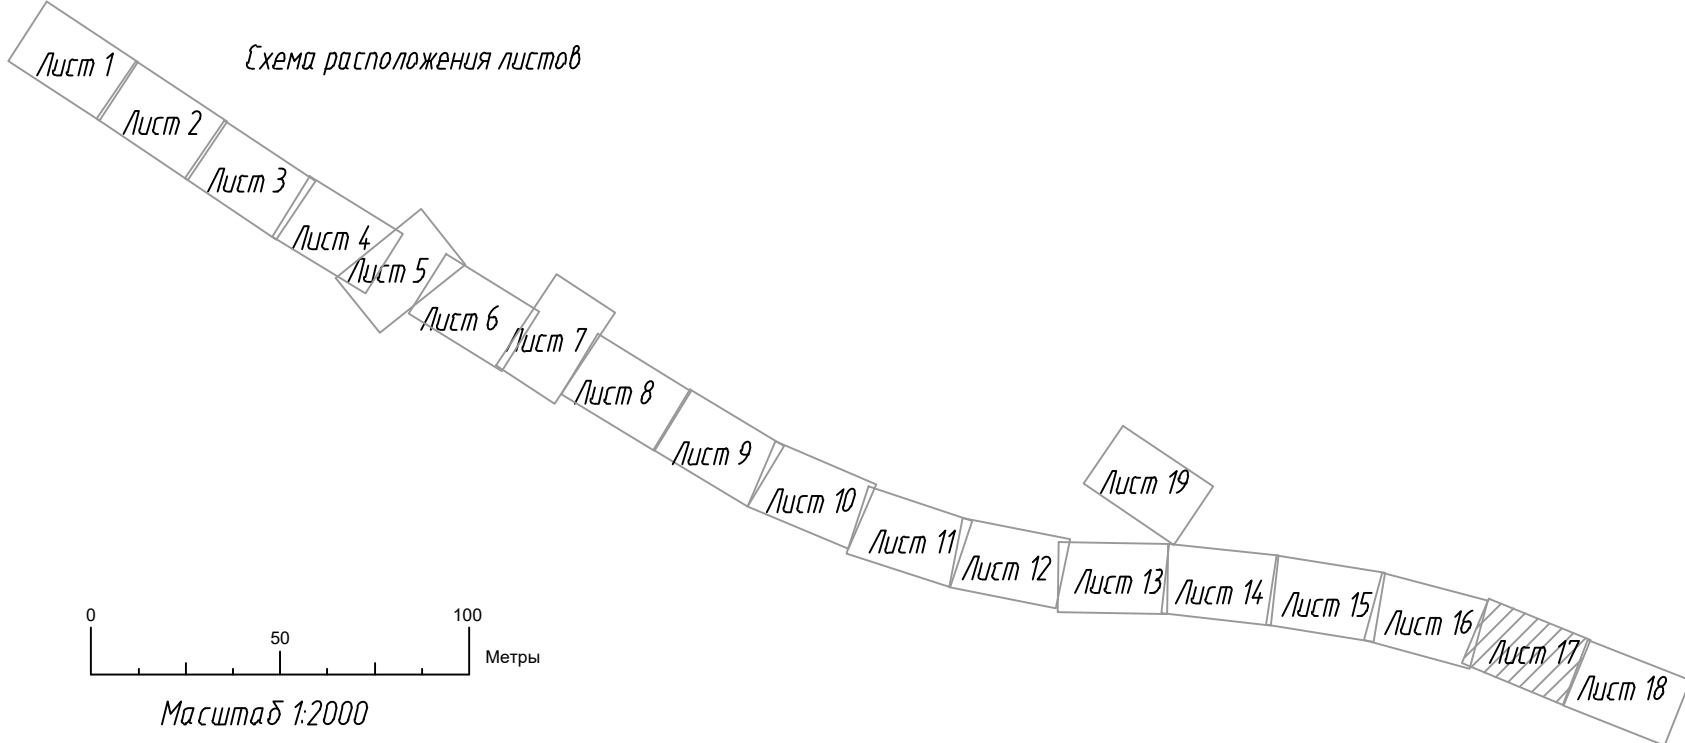 Схема расположения листов
Лист 1
Лист 2
Лист 3
Лист 4
Лист 5
Лист 6
Лист 7
Лист 8
Лист 9
Лист 10
Лист 11
Лист 12
Лист 13
Лист 14
Лист 15
Лист 16
Лист 17
Лист 18
Лист 19
0
50
100
Метры
Масштаб 1:2000